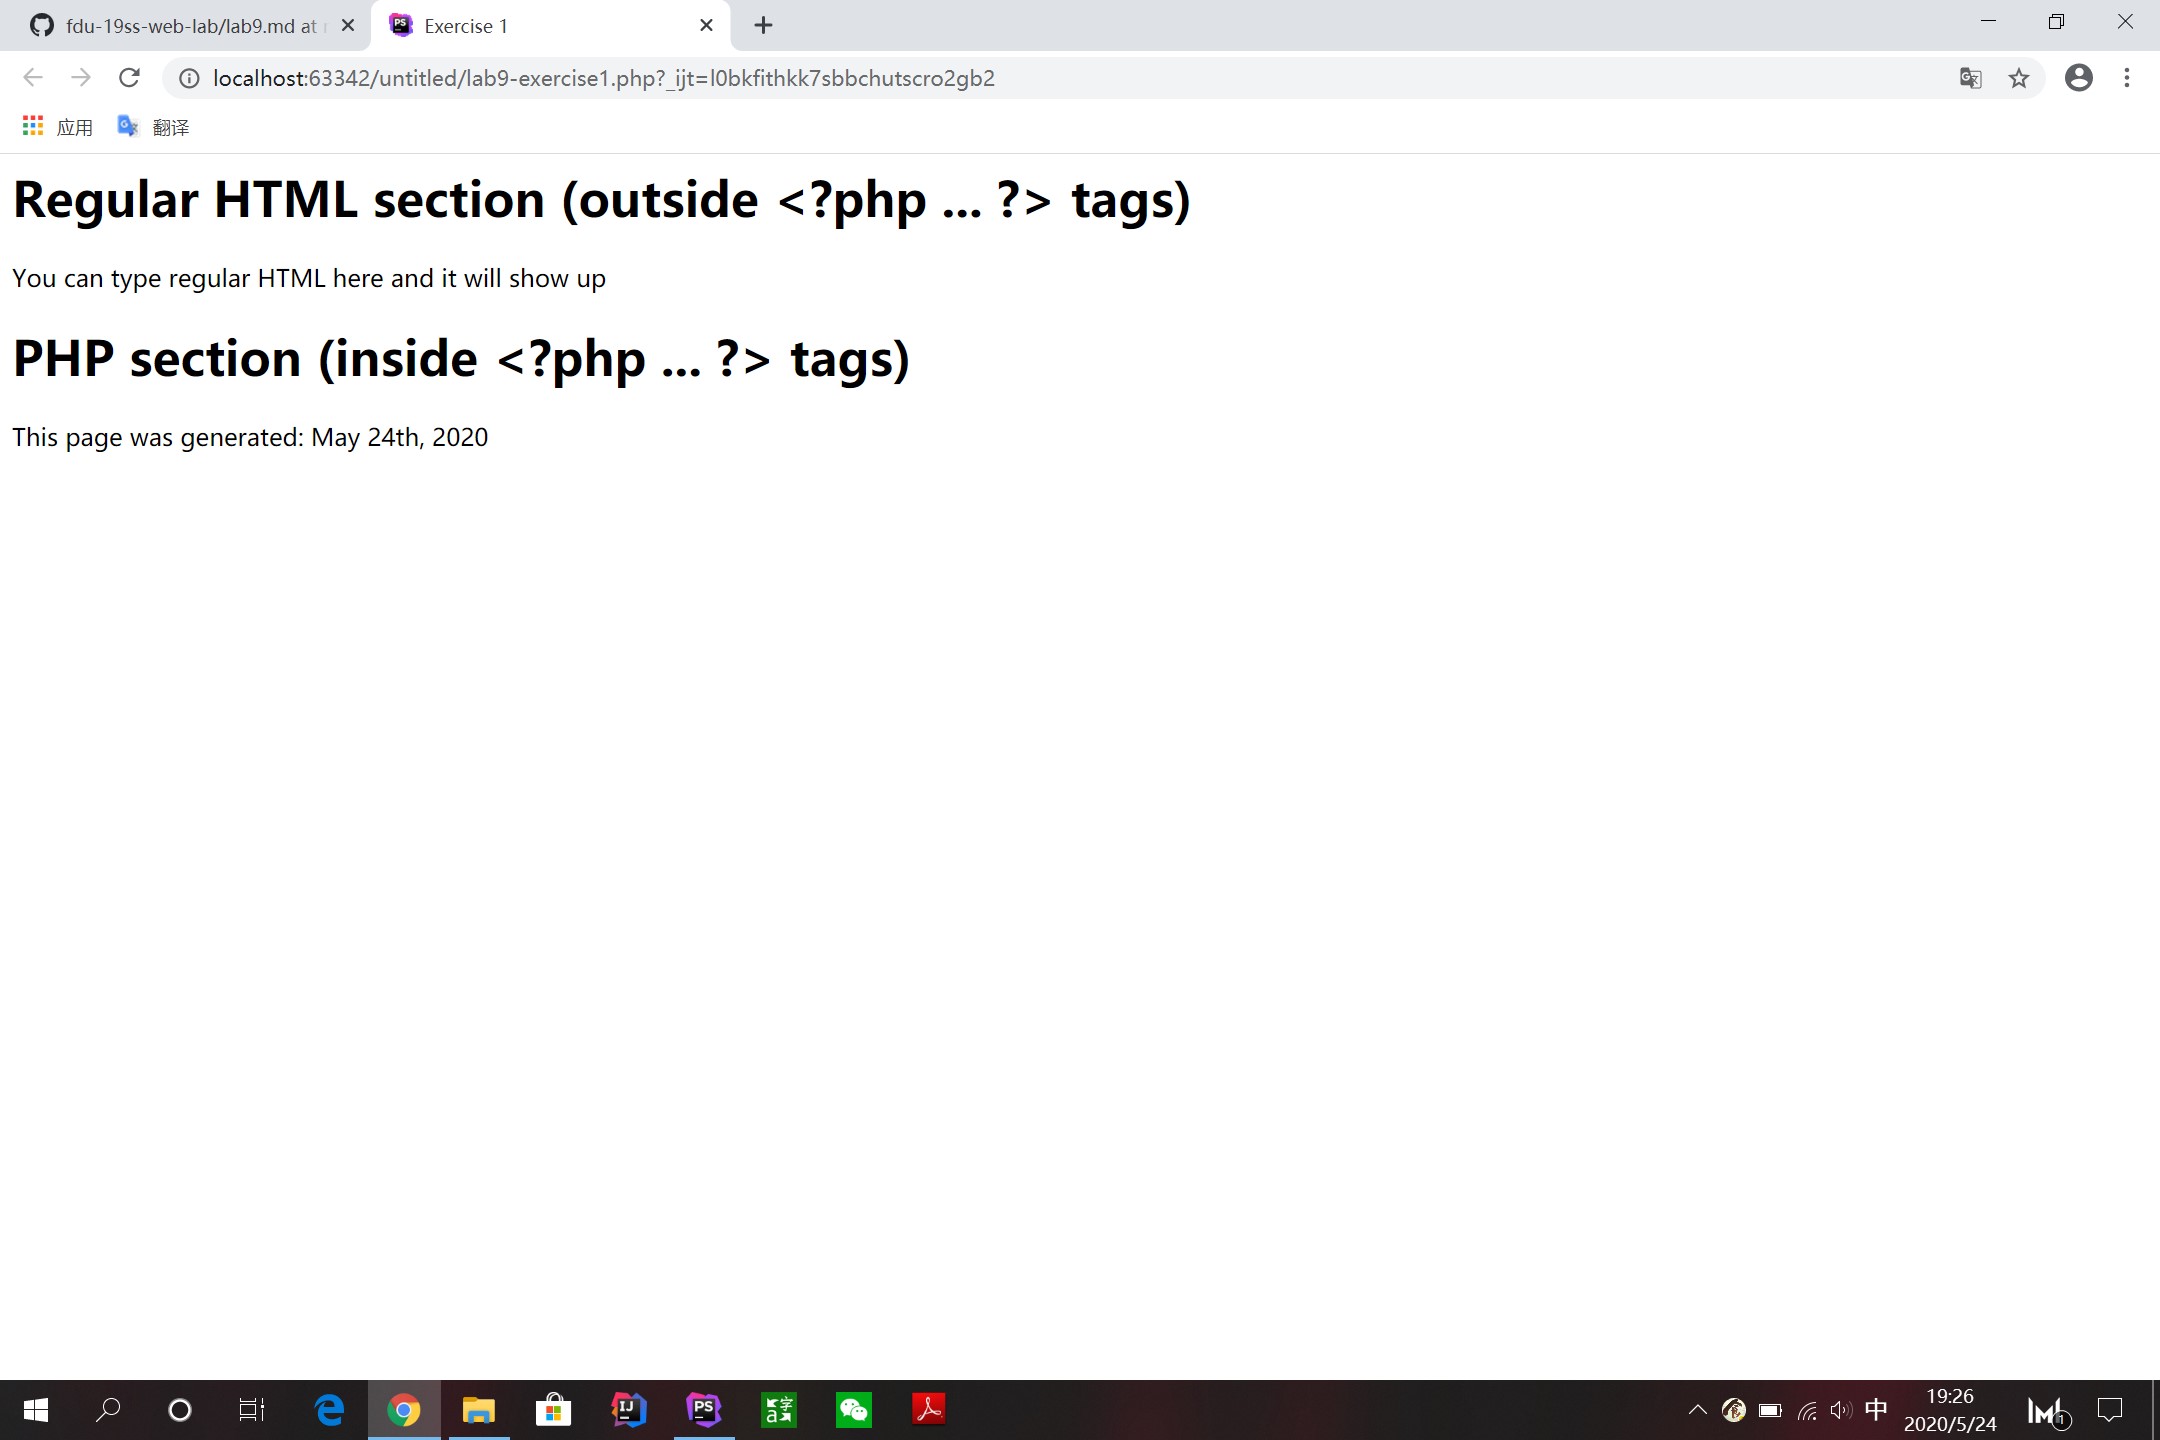 fdu-19ss-web-lab/lab9.md at
Exercise 1
localhost:63342/untitled/lab9-exercise1.php?_ijt=l0bkfithkk7sbbchutscro2gb2
应用 翻译
Regular HTML section (outside <?php ... ?> tags)
You can type regular HTML here and it will show up
PHP section (inside <?php ... ?> tags)
This page was generated: May 24th, 2020
中
19:26
2020/5/24